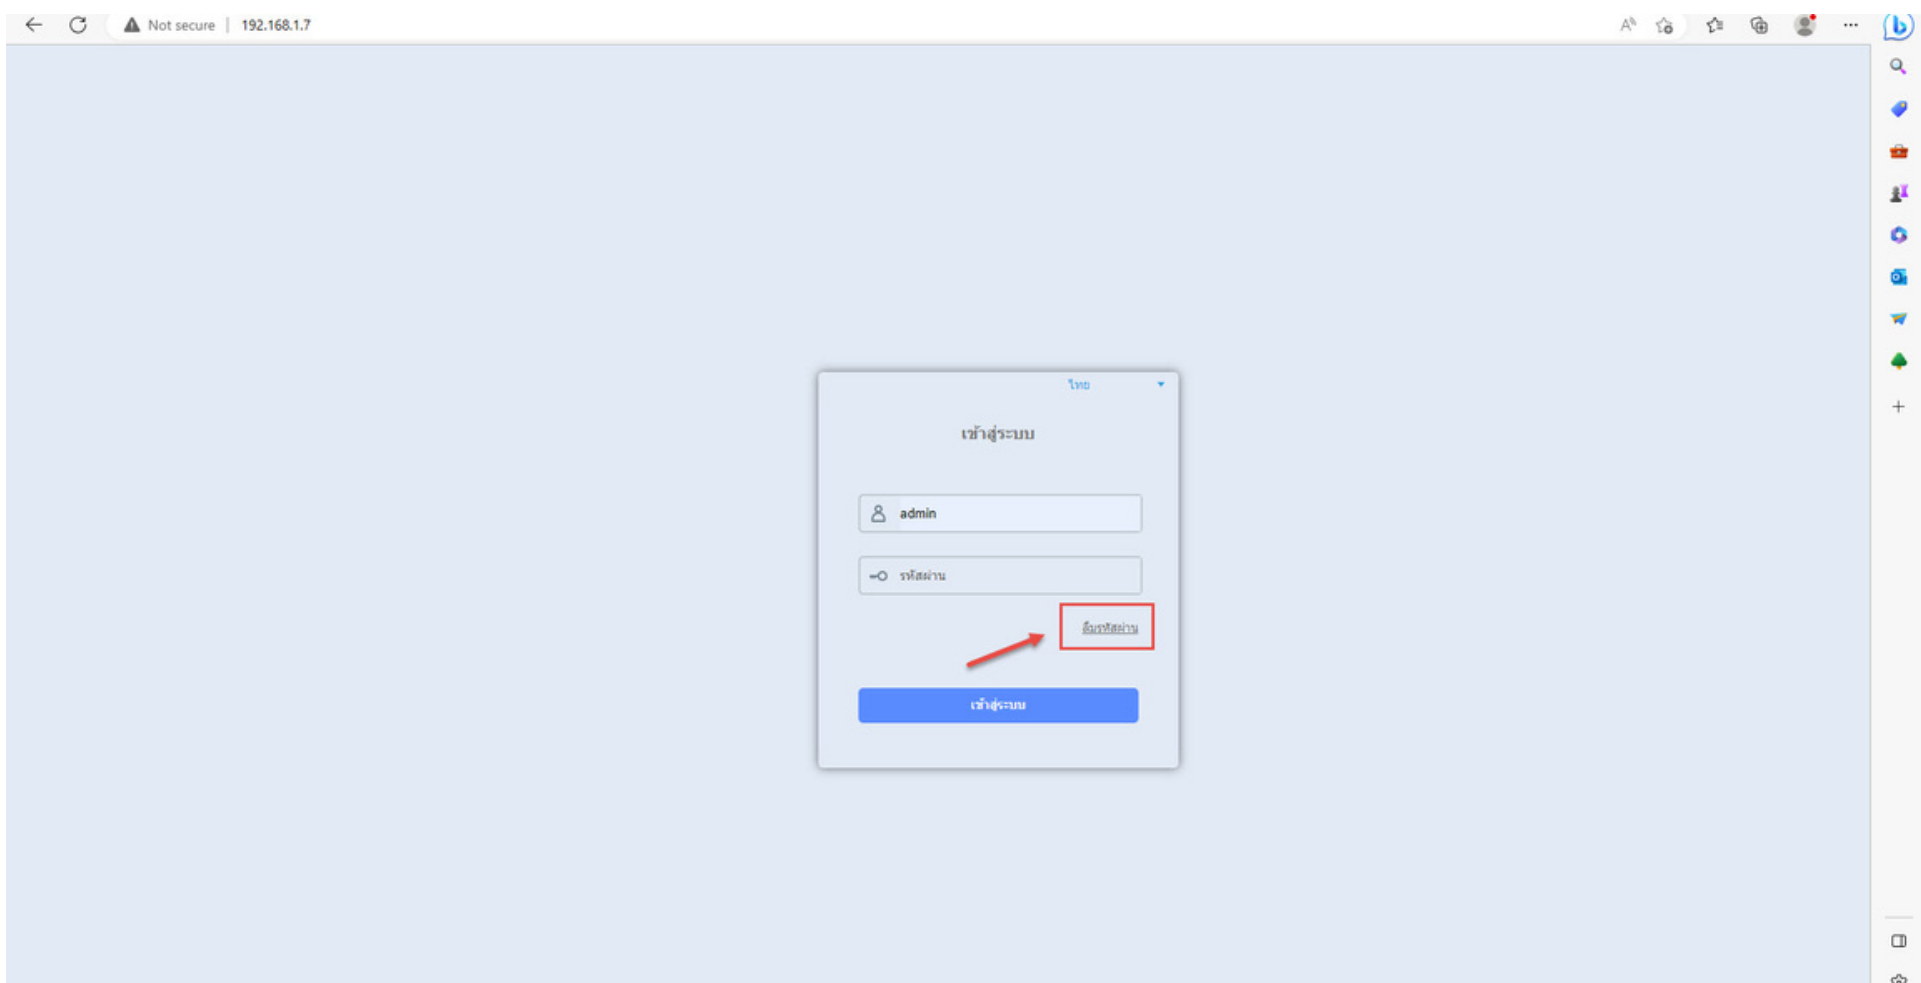 Not secure | 192.168.1.7
ไทย
เข้าสู่ระบบ
admin
รหัสผ่าน
ลืมรหัสผ่าน
เข้าสู่ระบบ